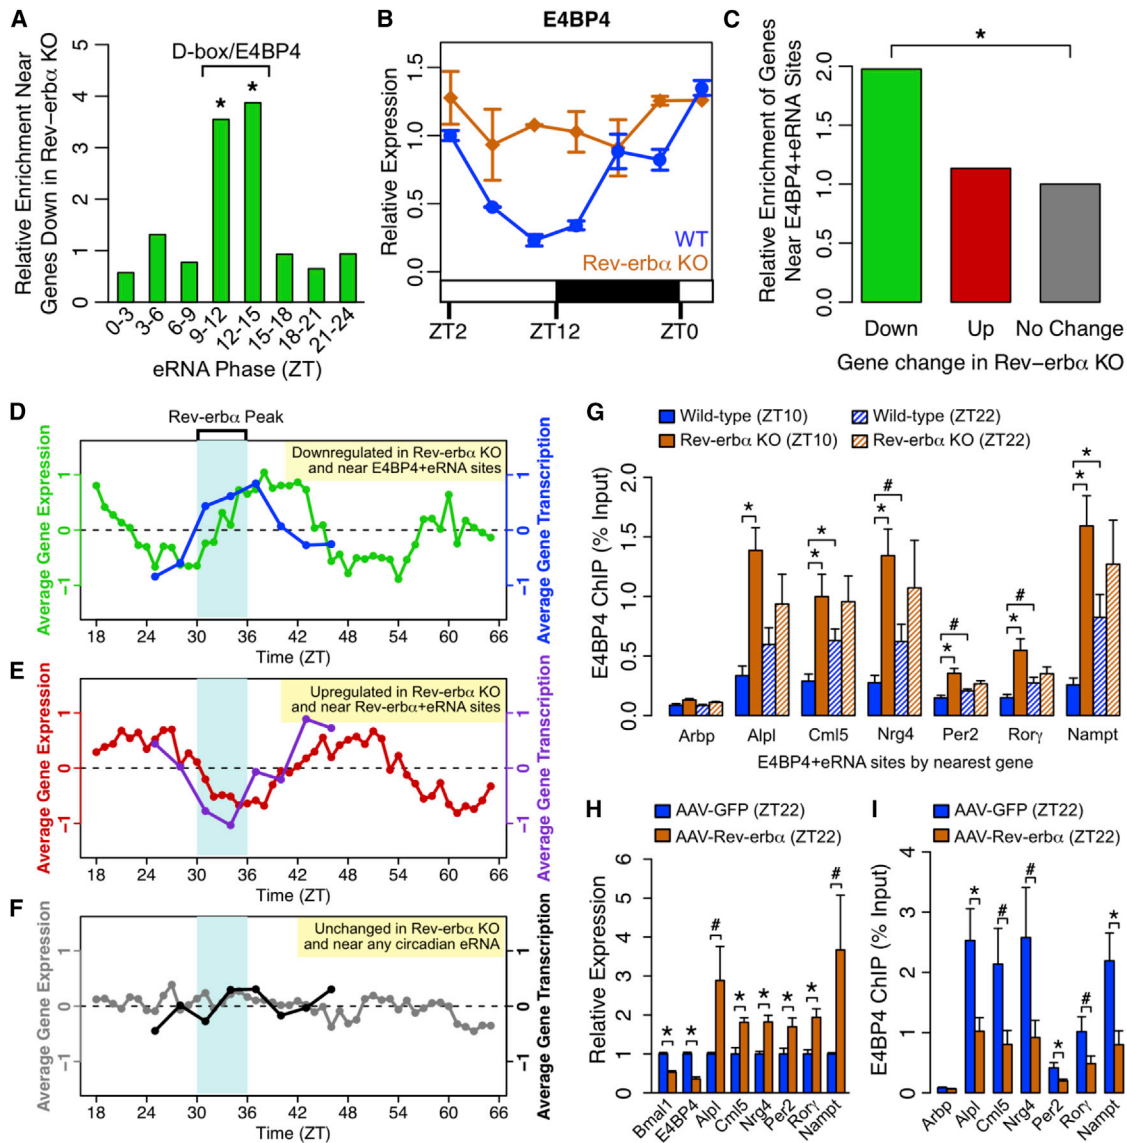 A
Relative Enrichment Near
Genes Down in Rev−erbα KO
0
1
2
3
4
5
D-box/E4BP4
*
*
0-3
3-6
6-9
9-12
12-15
15-18
18-21
21-24
eRNA Phase (ZT)
B
E4BP4
Relative Expression
0.0
0.5
1.0
1.5
WT
Rev-erbα KO
ZT2
ZT12
ZT0
C
Relative Enrichment of Genes
Near E4BP4+eRNA Sites
0.0
0.5
1.0
1.5
2.0
*
Down
Up
No Change
Gene change in Rev−erbα KO
D
Rev-erbα Peak
Downregulated in Rev-erbα KO
and near E4BP4+eRNA sites
Average Gene Expression
−1
0
1
Average Gene Transcription
−1
0
1
18 24 30 36 42 48 54 60 66
Time (ZT)
E
Upregulated in Rev-erbα KO
and near Rev-erbα+eRNA sites
Average Gene Expression
−1
0
1
Average Gene Transcription
−1
0
1
18 24 30 36 42 48 54 60 66
Time (ZT)
F
Unchanged in Rev-erbα KO
and near any circadian eRNA
Average Gene Expression
−1
0
1
Average Gene Transcription
−1
0
1
18 24 30 36 42 48 54 60 66
Time (ZT)
G
Wild-type (ZT10)
Wild-type (ZT22)
Rev-erbα KO (ZT10)
Rev-erbα KO (ZT22)
E4BP4 ChIP (% Input)
0.0
0.5
1.0
1.5
2.0
*
*
*
#
*
#
*
#
*
*
*
Arbp
Alpl
Cml5
Nrg4
Per2
Rorγ
Nampt
E4BP4+eRNA sites by nearest gene
H
AAV-GFP (ZT22)
AAV-Rev-erbα (ZT22)
Relative Expression
0
1
2
3
4
5
6
*
*
#
*
*
*
*
#
Bmal1
E4BP4
Alpl
Cml5
Nrg4
Per2
Rorγ
Nampt
I
AAV-GFP (ZT22)
AAV-Rev-erbα (ZT22)
E4BP4 ChIP (% Input)
0
1
2
3
4
*
#
#
*
#
*
Arbp
Alpl
Cml5
Nrg4
Per2
Rorγ
Nampt